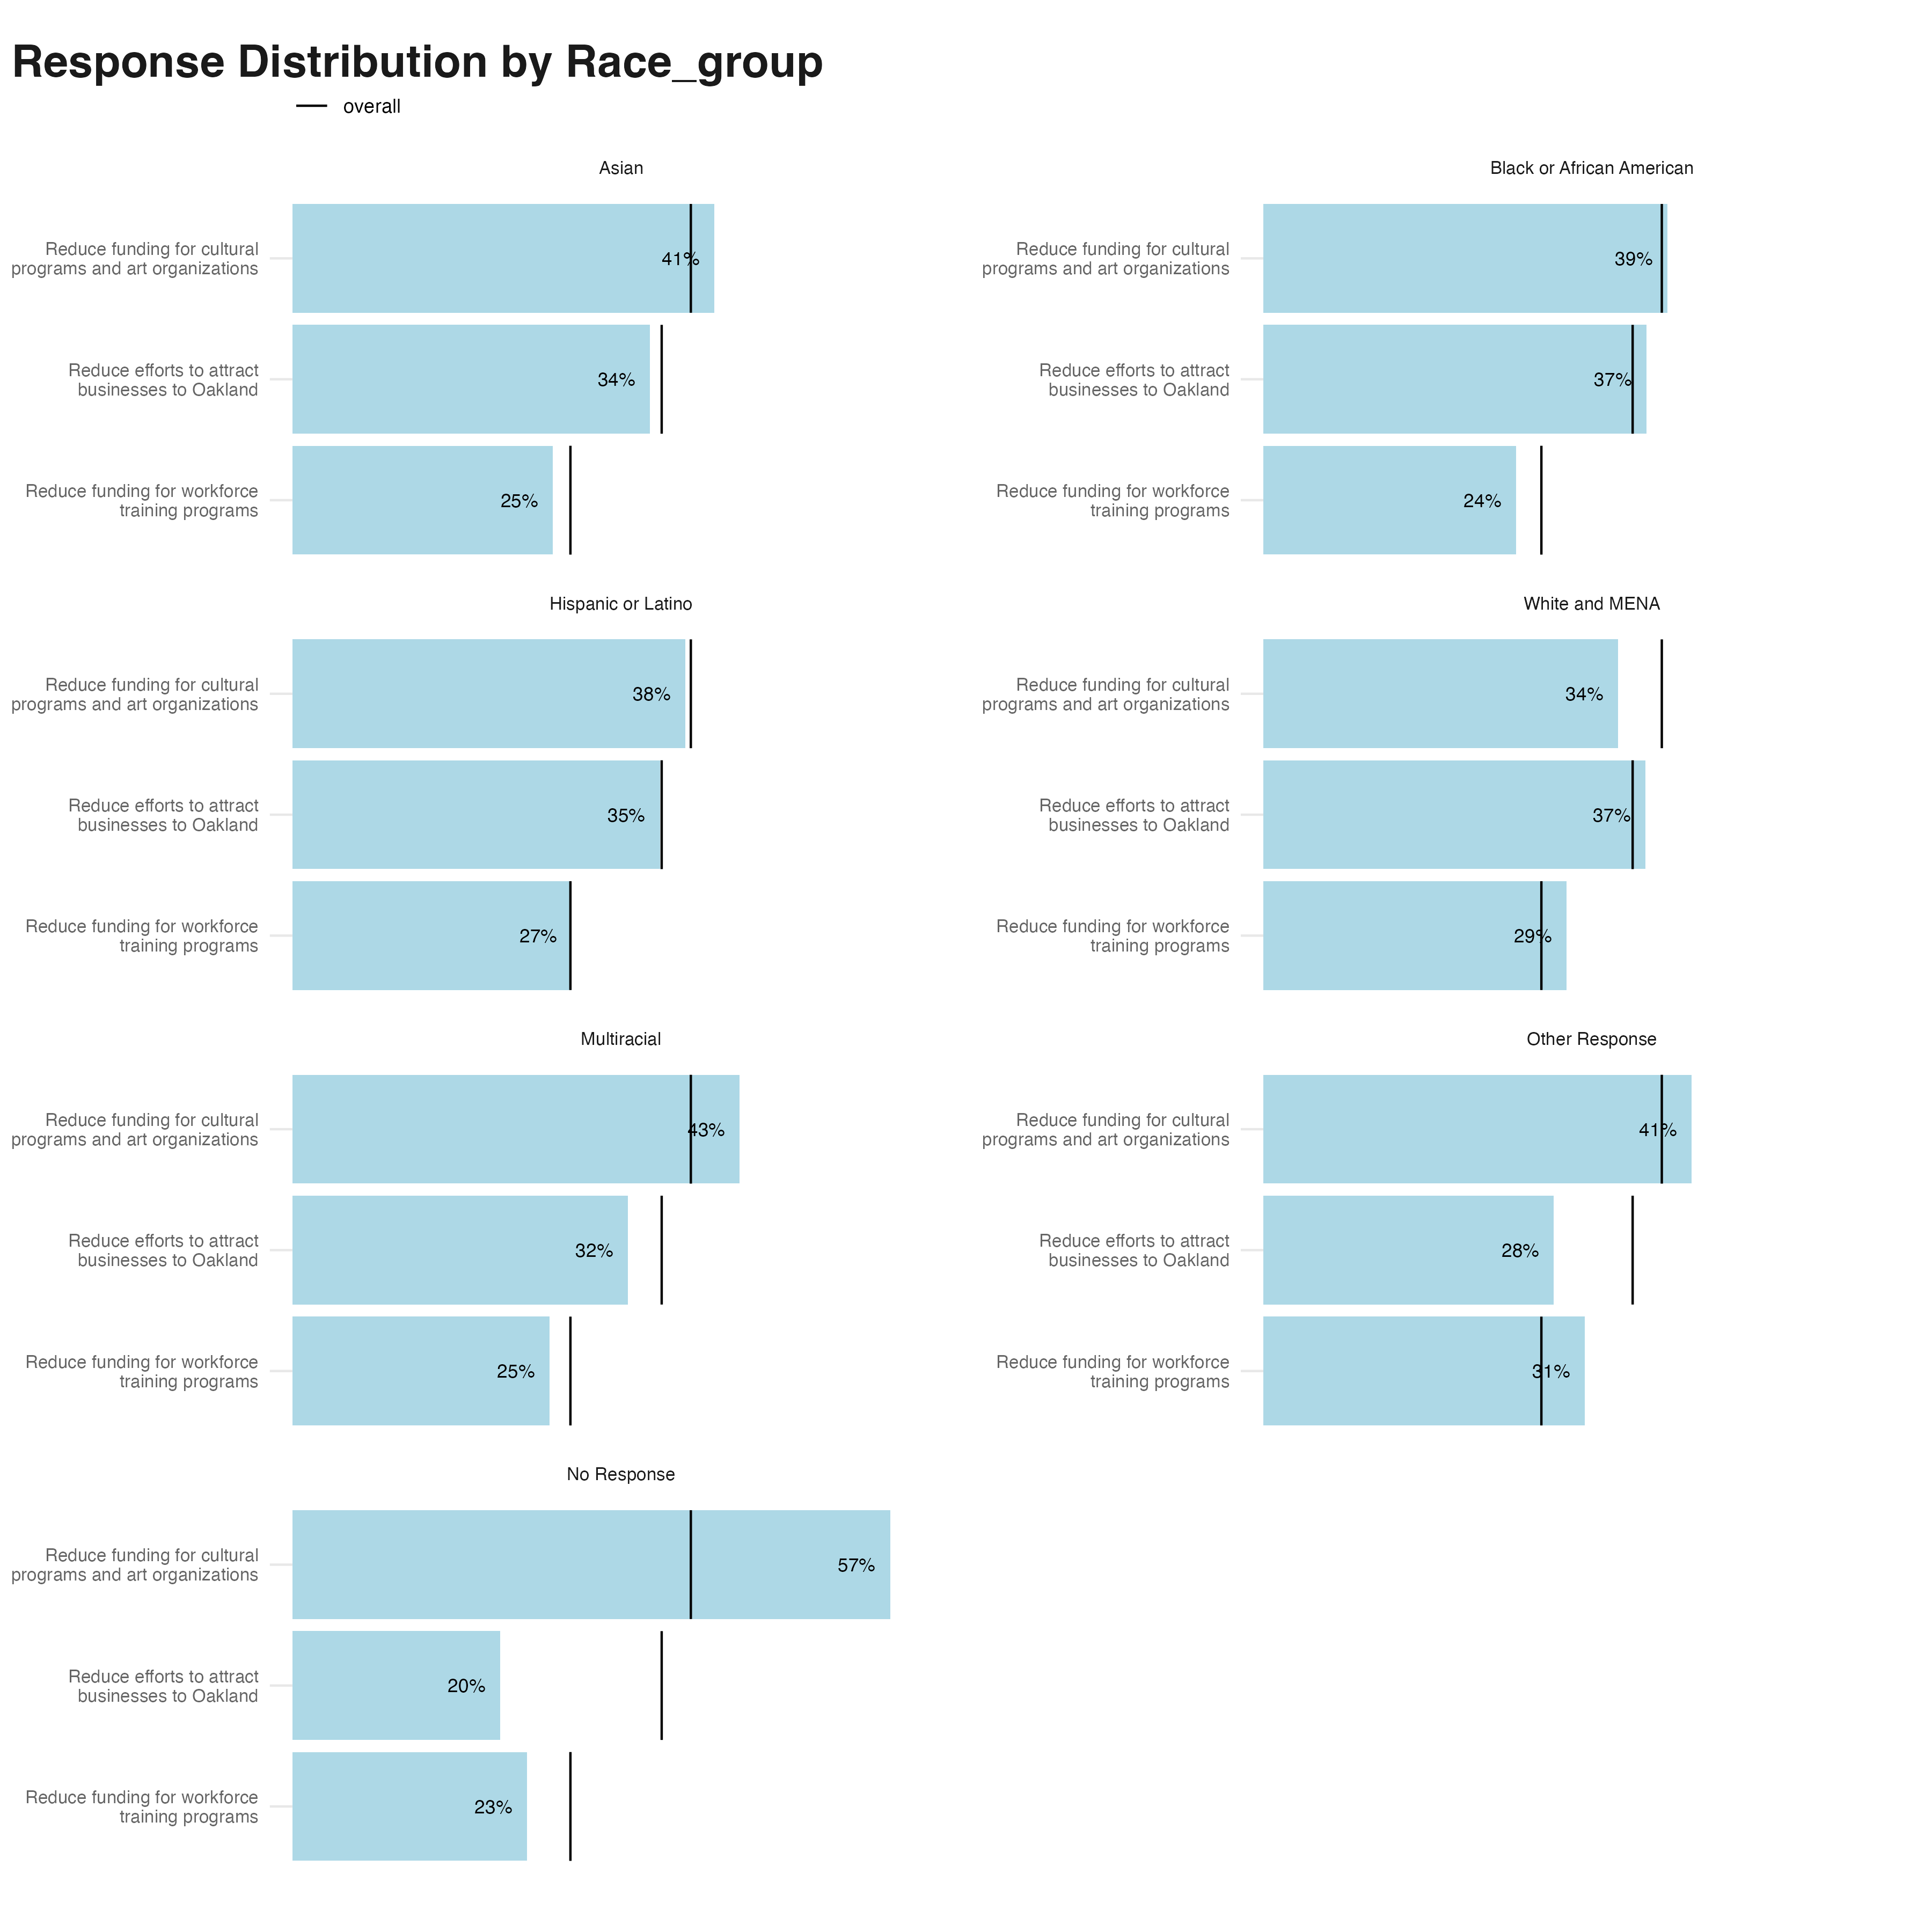 Response Distribution by Race_group
overall
Asian
Reduce funding for cultural
programs and art organizations
41%
Reduce efforts to attract
businesses to Oakland
34%
Reduce funding for workforce
training programs
25%
Black or African American
Reduce funding for cultural
programs and art organizations
39%
Reduce efforts to attract
businesses to Oakland
37%
Reduce funding for workforce
training programs
24%
Hispanic or Latino
Reduce funding for cultural
programs and art organizations
38%
Reduce efforts to attract
businesses to Oakland
35%
Reduce funding for workforce
training programs
27%
White and MENA
Reduce funding for cultural
programs and art organizations
34%
Reduce efforts to attract
businesses to Oakland
37%
Reduce funding for workforce
training programs
29%
Multiracial
Reduce funding for cultural
programs and art organizations
43%
Reduce efforts to attract
businesses to Oakland
32%
Reduce funding for workforce
training programs
25%
Other Response
Reduce funding for cultural
programs and art organizations
41%
Reduce efforts to attract
businesses to Oakland
28%
Reduce funding for workforce
training programs
31%
No Response
Reduce funding for cultural
programs and art organizations
57%
Reduce efforts to attract
businesses to Oakland
20%
Reduce funding for workforce
training programs
23%